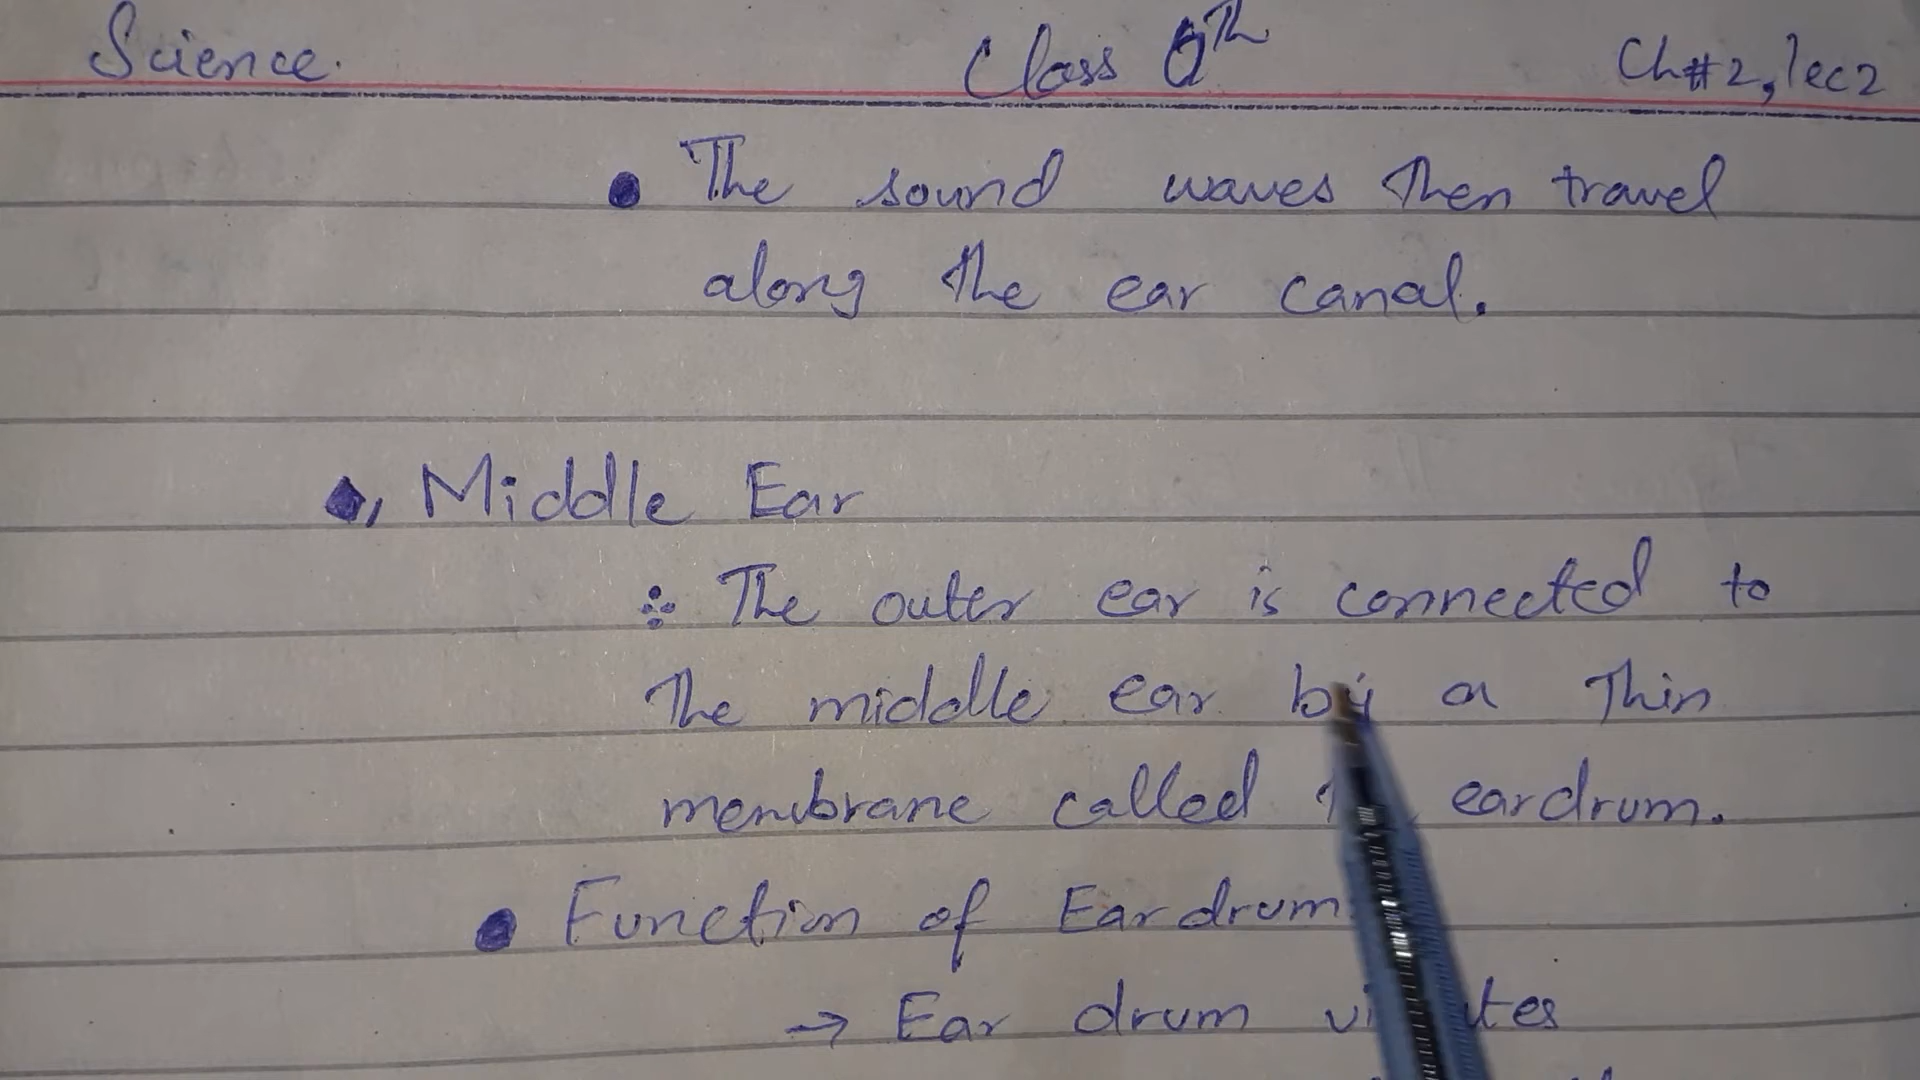 Science. Class 8th Ch#2, lec2
• The sound waves then travel
along the ear canal.
Middle Ear
The outer ear is connected to
the middle ear by a thin
membrane called eardrum.
• Function of Eardrum
→ Ear drum